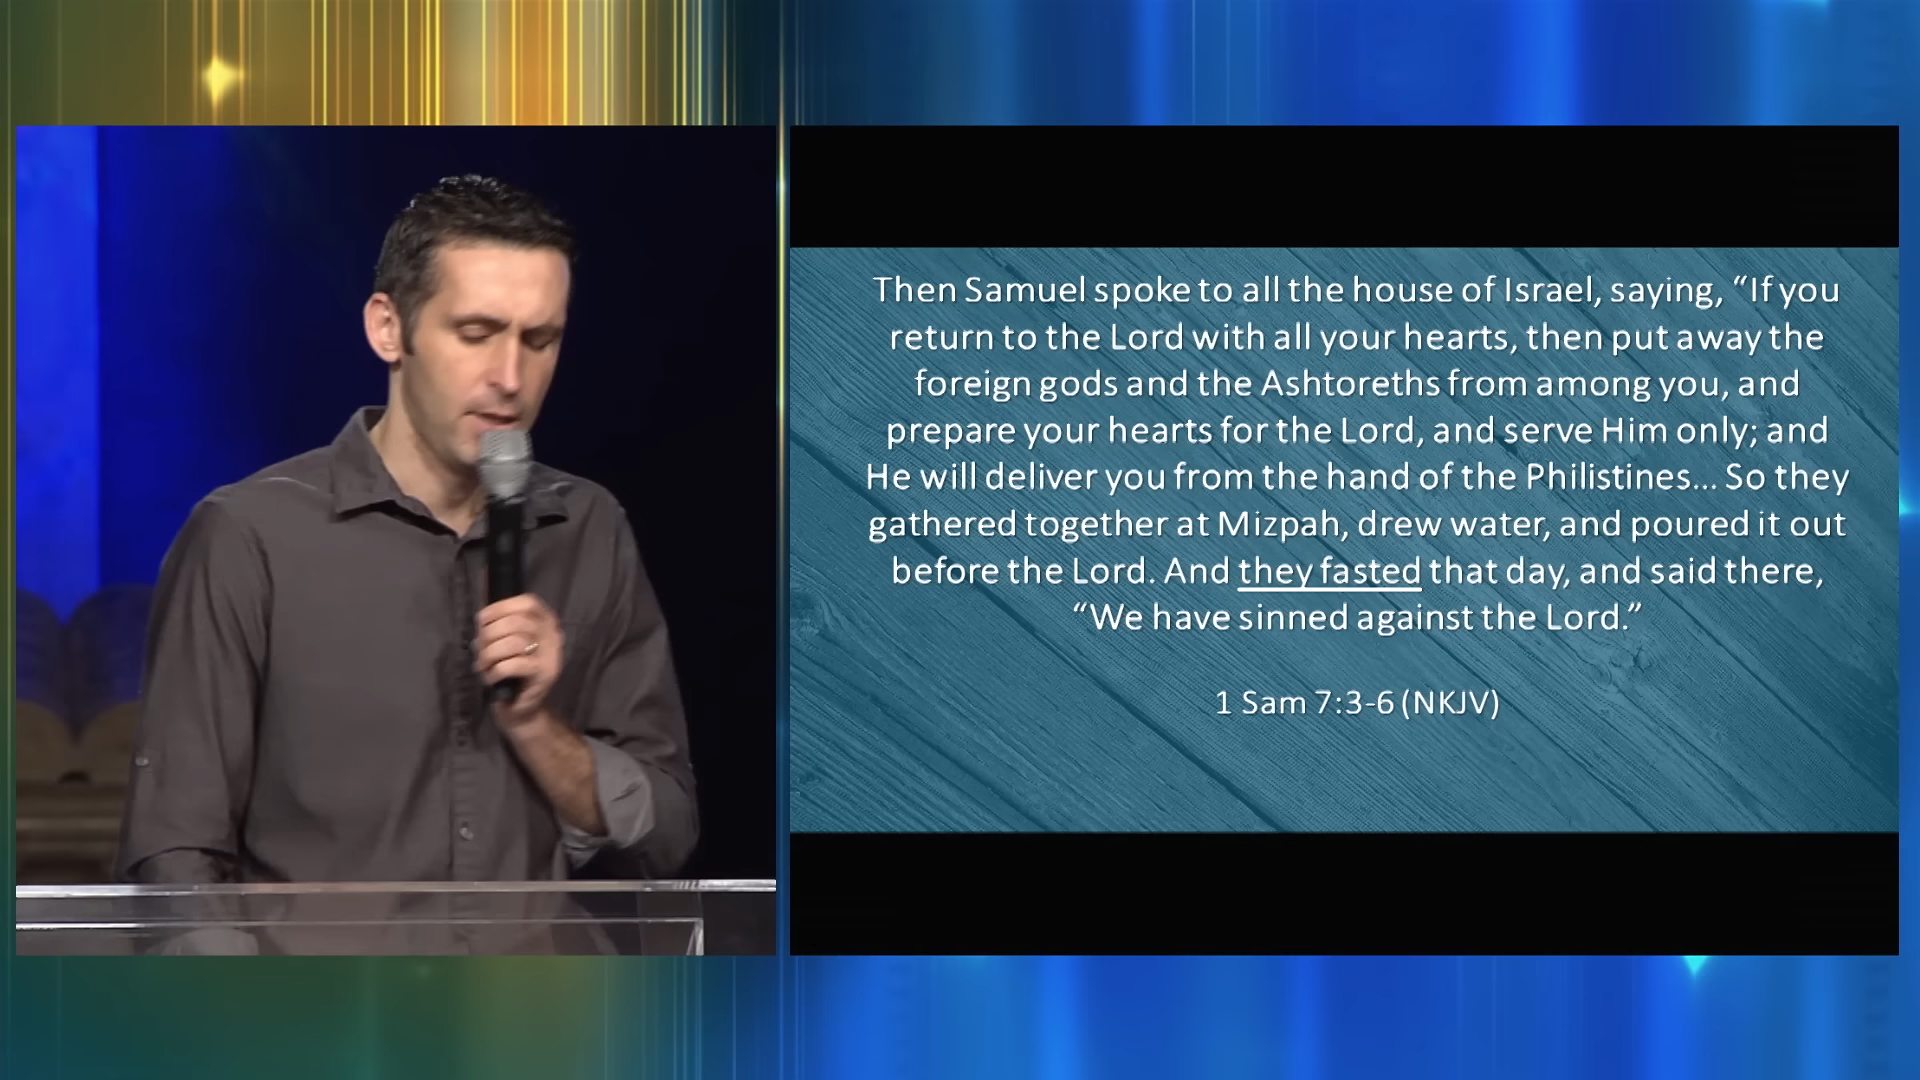 Then Samuel spoke to all the house of Israel, saying, “If you
return to the Lord with all your hearts, then put away the
foreign gods and the Ashtoreths from among you, and
prepare your hearts for the Lord, and serve Him only; and
He will deliver you from the hand of the Philistines... So they
gathered together at Mizpah, drew water, and poured it out
before the Lord. And they fasted that day, and said there,
“We have sinned against the Lord.”
1 Sam 7:3-6 (NKJV)